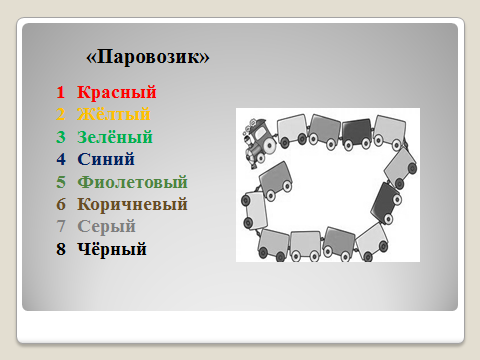 «Паровозик»
1 Красный
2 Жёлтый
3 Зелёный
4 Синий
5 Фиолетовый
6 Коричневый
7 Серый
8 Чёрный